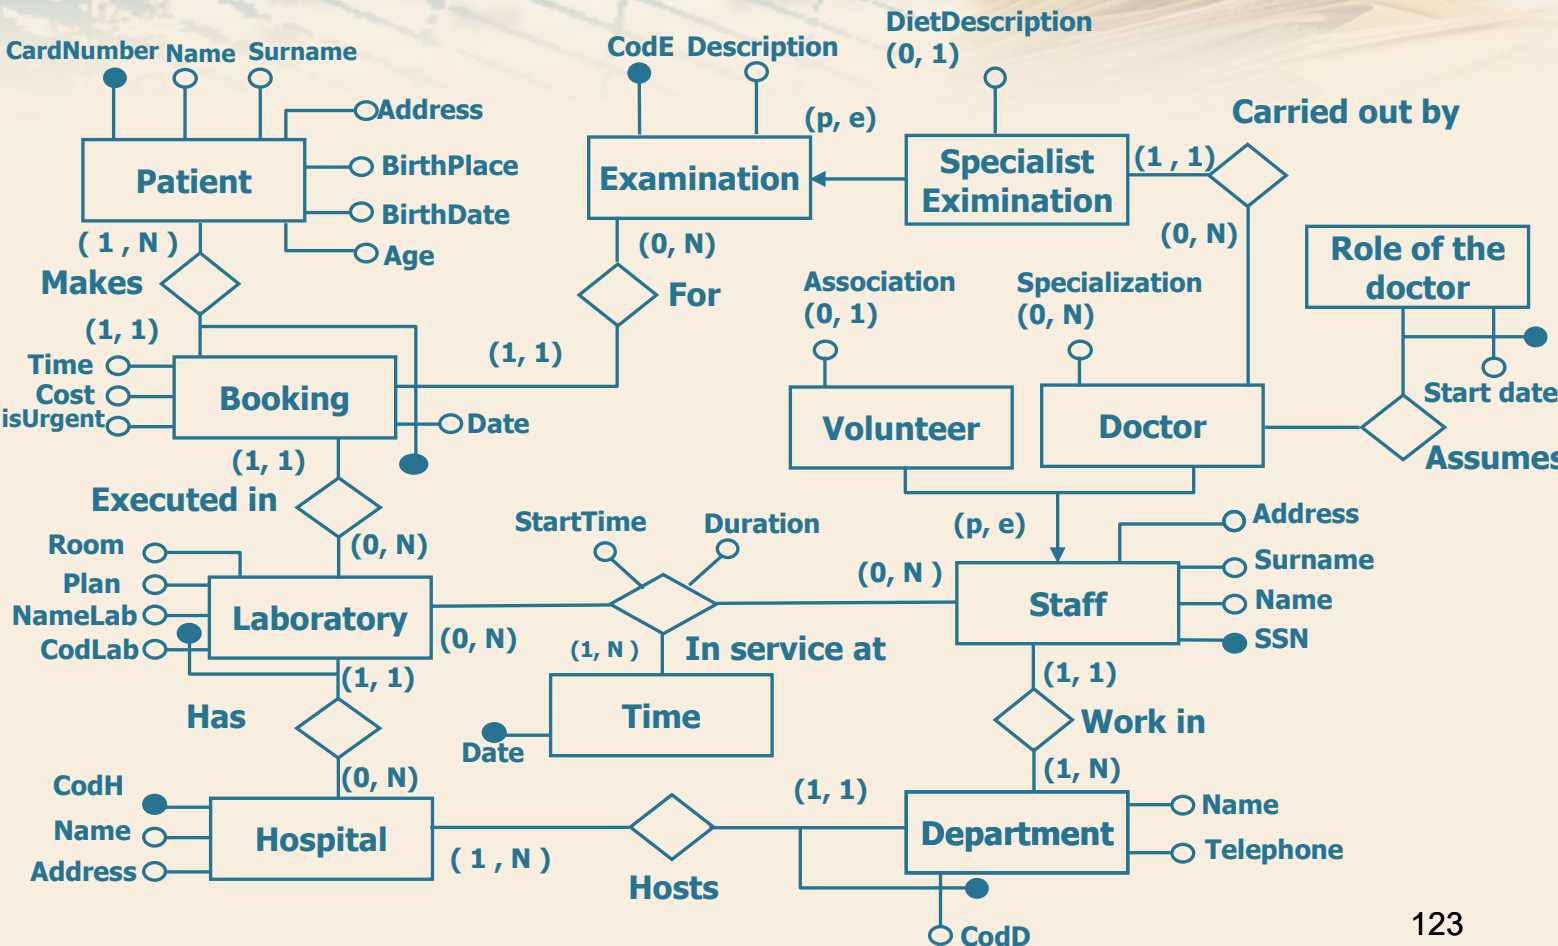 DietDescription
(0, 1)
CardNumber Name Surname
CodE Description
Address
(p, e)
Carried out by
Patient
BirthPlace
Examination
Specialist
Eximination
(1 , 1)
BirthDate
( 1 , N )
Age
(0, N)
(0, N)
Role of the
doctor
Makes
For
Association
(0, 1)
Specialization
(0, N)
(1, 1)
(1, 1)
Time
Cost
isUrgent
Booking
Date
Start date
Volunteer
Doctor
Assumes
(1, 1)
Executed in
StartTime
Duration
(p, e)
Address
Room
(0, N)
Surname
Plan
(0, N )
NameLab
Laboratory
Staff
Name
CodLab
(0, N)
(1, N )
In service at
SSN
(1, 1)
(1, 1)
Has
Time
Work in
Date
(0, N)
(1, N)
CodH
(1, 1)
Name
Name
Hospital
Department
Address
( 1 , N )
Telephone
Hosts
CodD
123